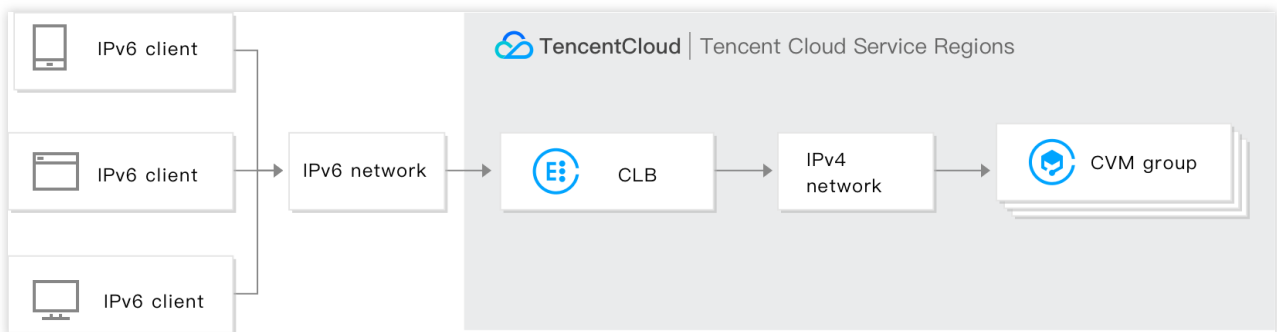 IPv6 client
TencentCloud | Tencent Cloud Service Regions
IPv6 client
IPv6 network
CLB
IPv4
network
CVM group
IPv6 client